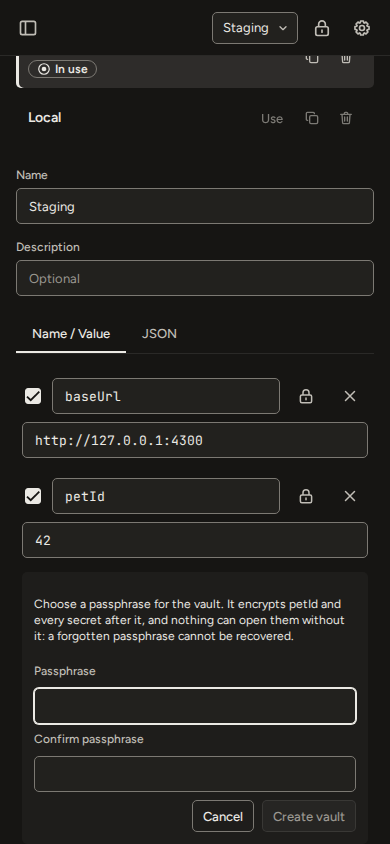 Staging
In use
Local
Use
Name
Staging
Description
Optional
Name / Value
JSON
baseUrl
http://127.0.0.1:4300
petId
42
Choose a passphrase for the vault. It encrypts petId and
every secret after it, and nothing can open them without
it: a forgotten passphrase cannot be recovered.
Passphrase
Confirm passphrase
Cancel
Create vault